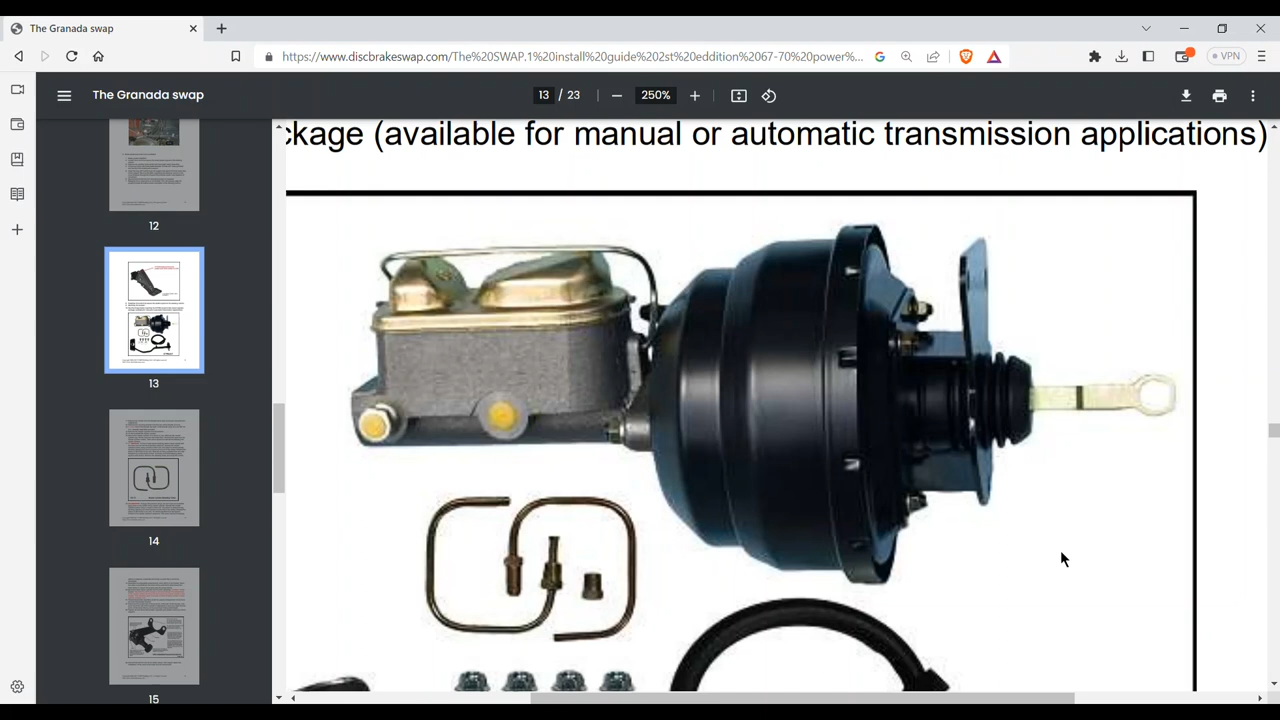 The Granada swap
https://www.discbrakeswap.com/The%20SWAP.1%20install%20guide%202st%20eddition%2067-70%20power%...
VPN
The Granada swap
13 / 23
250%
ckage (available for manual or automatic transmission applications)
12
13
14
15